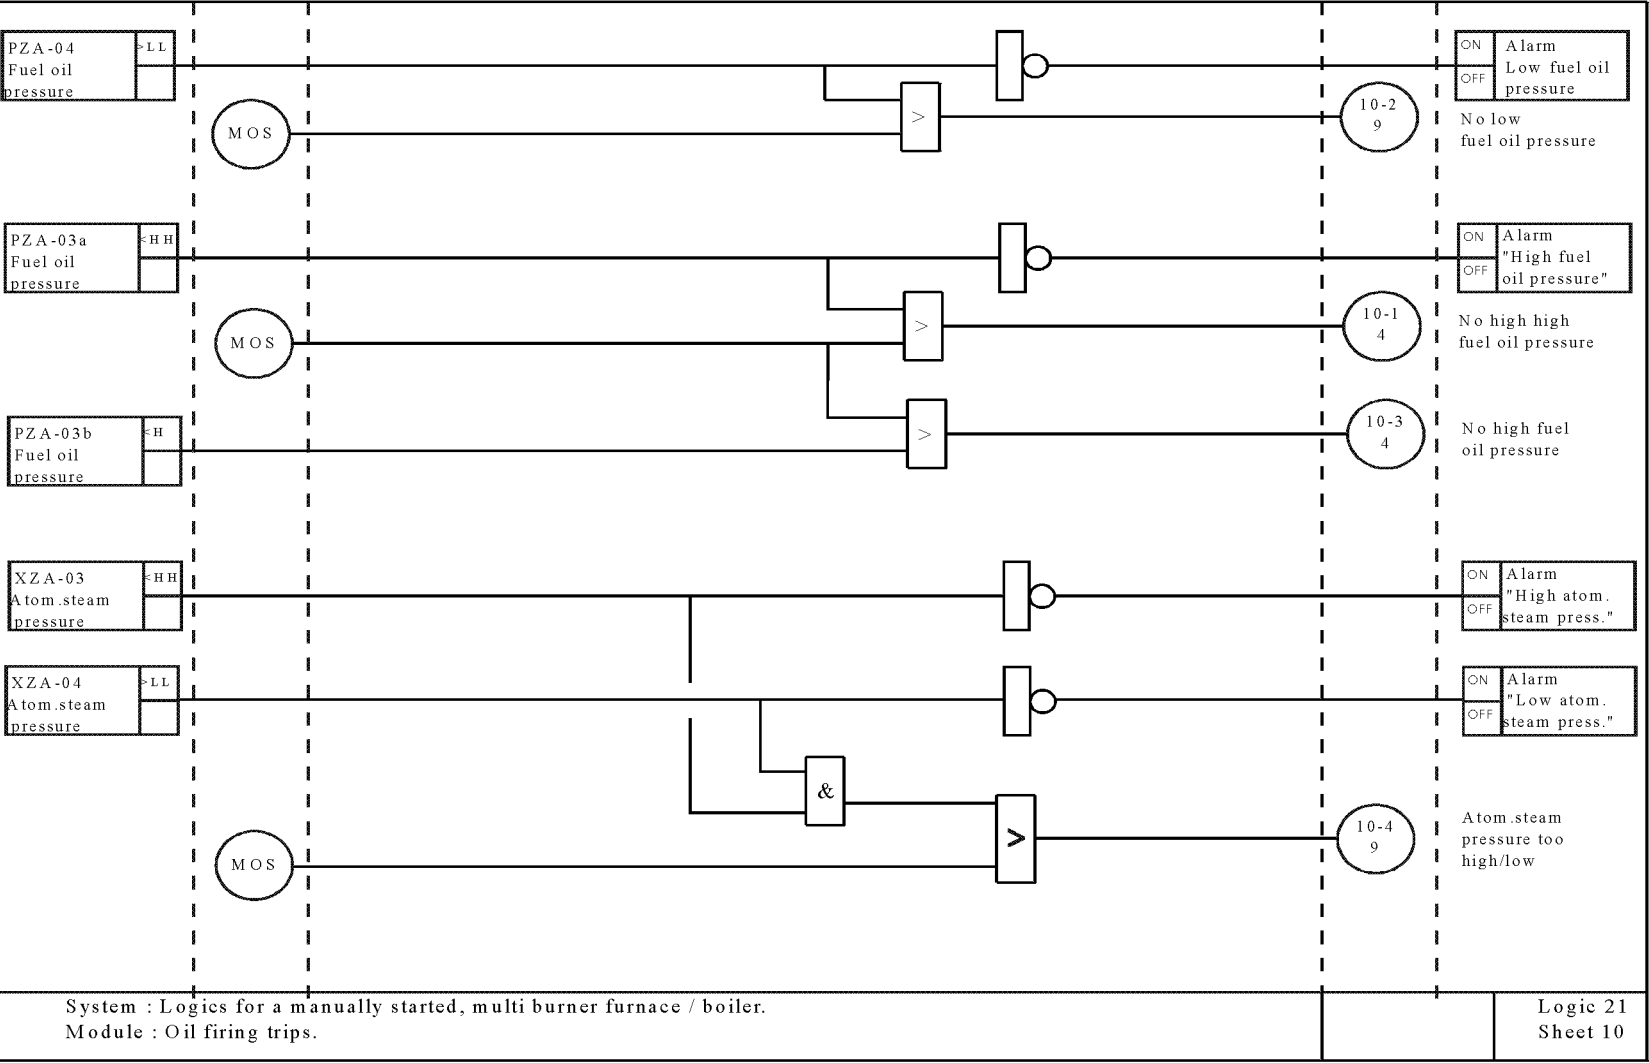 PZA-04
>LL
Fuel oil
pressure
MOS
>
10-2
9
ON
OFF
Alarm
Low fuel oil
pressure
No low
fuel oil pressure
PZA-03a
<HH
Fuel oil
pressure
MOS
>
10-1
4
ON
OFF
Alarm
"High fuel
oil pressure"
No high high
fuel oil pressure
PZA-03b
<H
Fuel oil
pressure
>
10-3
4
No high fuel
oil pressure
XZA-03
<HH
Atom.steam
pressure
ON
OFF
Alarm
"High atom.
steam press."
XZA-04
>LL
Atom.steam
pressure
ON
OFF
Alarm
"Low atom.
steam press."
&
>
MOS
10-4
9
Atom.steam
pressure too
high/low
System : Logics for a manually started, multi burner furnace / boiler.
Module : Oil firing trips.
Logic 21
Sheet 10